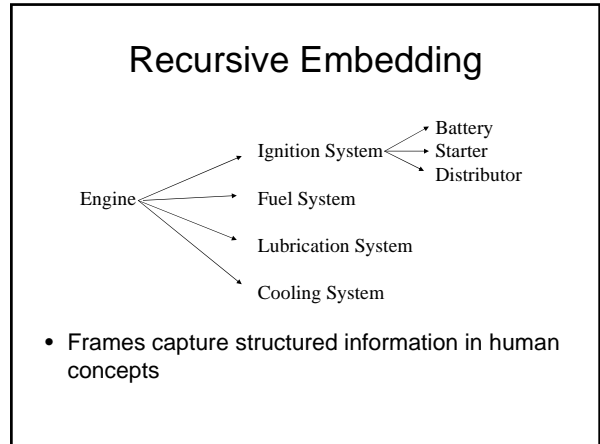 Recursive Embedding
Battery
Ignition System
Starter
Distributor
Engine
Fuel System
Lubrication System
Cooling System
• Frames capture structured information in human
concepts